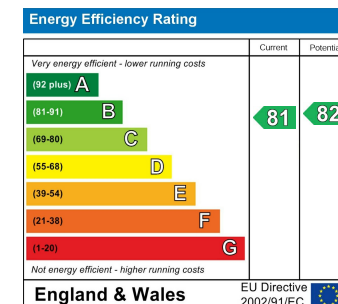 Energy Efficiency Rating
Current Potentia
Very energy efficient - lower running costs
(92 plus) A
(81-91) B
81 82
(69-80) C
(55-68) D
(39-54) E
(21-38) F
(1-20) G
Not energy efficient - higher running costs
England & Wales
EU Directive
2002/91/EC